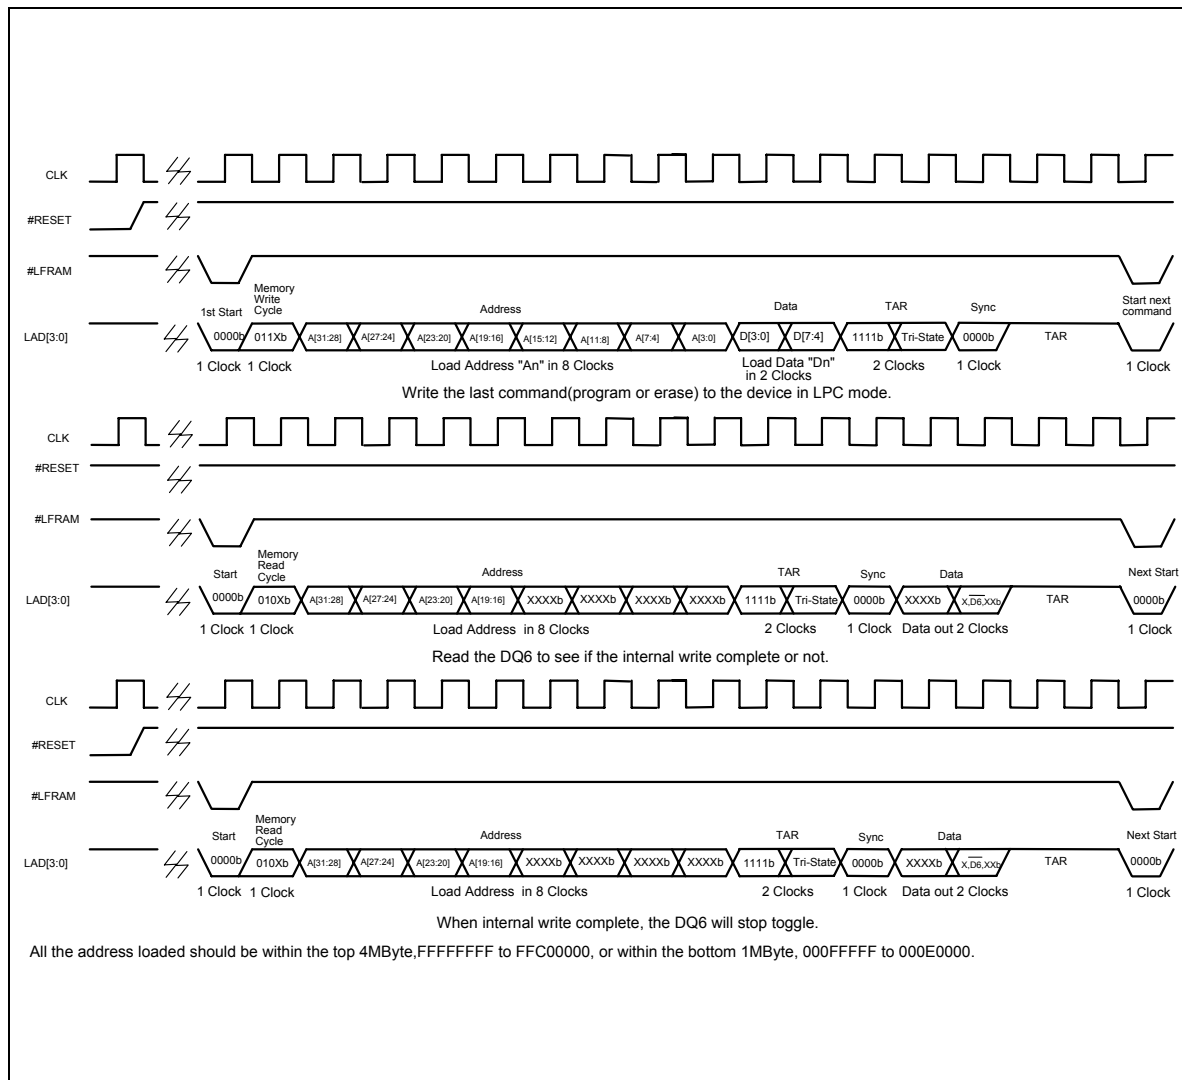 CLK
#RESET
#LFRAM
Memory
Write
Cycle
1st Start Address Data TAR Sync Start next
command
LAD[3:0] 0000b 011Xb A[31:28] A[27:24] A[23:20] A[19:16] A[15:12] A[11:8] A[7:4] A[3:0] D[3:0] D[7:4] 1111b Tri-State 0000b TAR
1 Clock 1 Clock Load Address "An" in 8 Clocks Load Data "Dn"
in 2 Clocks 2 Clocks 1 Clock 1 Clock
Write the last command(program or erase) to the device in LPC mode.
CLK
#RESET
#LFRAM
Memory
Read
Cycle
Start Address TAR Sync Data Next Start
LAD[3:0] 0000b 010Xb A[31:28] A[27:24] A[23:20] A[19:16] XXXXb XXXXb XXXXb XXXXb 1111b Tri-State 0000b XXXXb X,D6,XXb TAR 0000b
1 Clock 1 Clock Load Address in 8 Clocks 2 Clocks 1 Clock Data out 2 Clocks 1 Clock
Read the DQ6 to see if the internal write complete or not.
CLK
#RESET
#LFRAM
Memory
Read
Cycle
Start Address TAR Sync Data Next Start
LAD[3:0] 0000b 010Xb A[31:28] A[27:24] A[23:20] A[19:16] XXXXb XXXXb XXXXb XXXXb 1111b Tri-State 0000b XXXXb X,D6,XXb TAR 0000b
1 Clock 1 Clock Load Address in 8 Clocks 2 Clocks 1 Clock Data out 2 Clocks 1 Clock
When internal write complete, the DQ6 will stop toggle.
All the address loaded should be within the top 4MByte,FFFFFFFF to FFC00000, or within the bottom 1MByte, 000FFFFF to 000E0000.